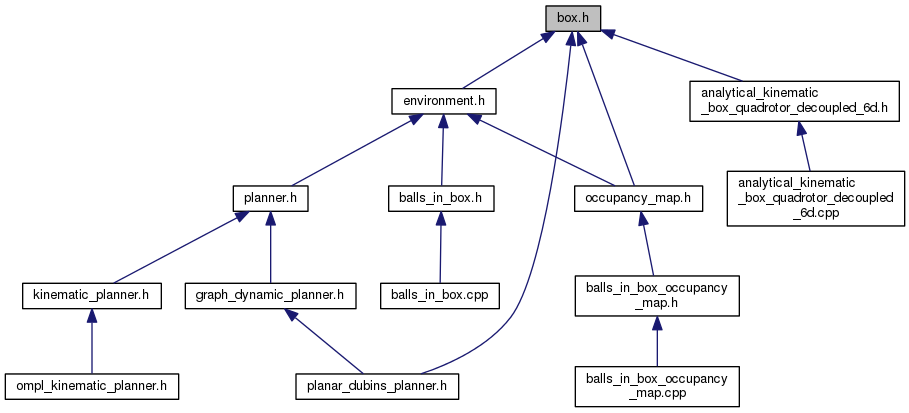 box.h
environment.h
analytical_kinematic
_box_quadrotor_decoupled_6d.h
planner.h
balls_in_box.h
occupancy_map.h
analytical_kinematic
_box_quadrotor_decoupled
_6d.cpp
kinematic_planner.h
graph_dynamic_planner.h
balls_in_box.cpp
balls_in_box_occupancy
_map.h
ompl_kinematic_planner.h
planar_dubins_planner.h
balls_in_box_occupancy
_map.cpp